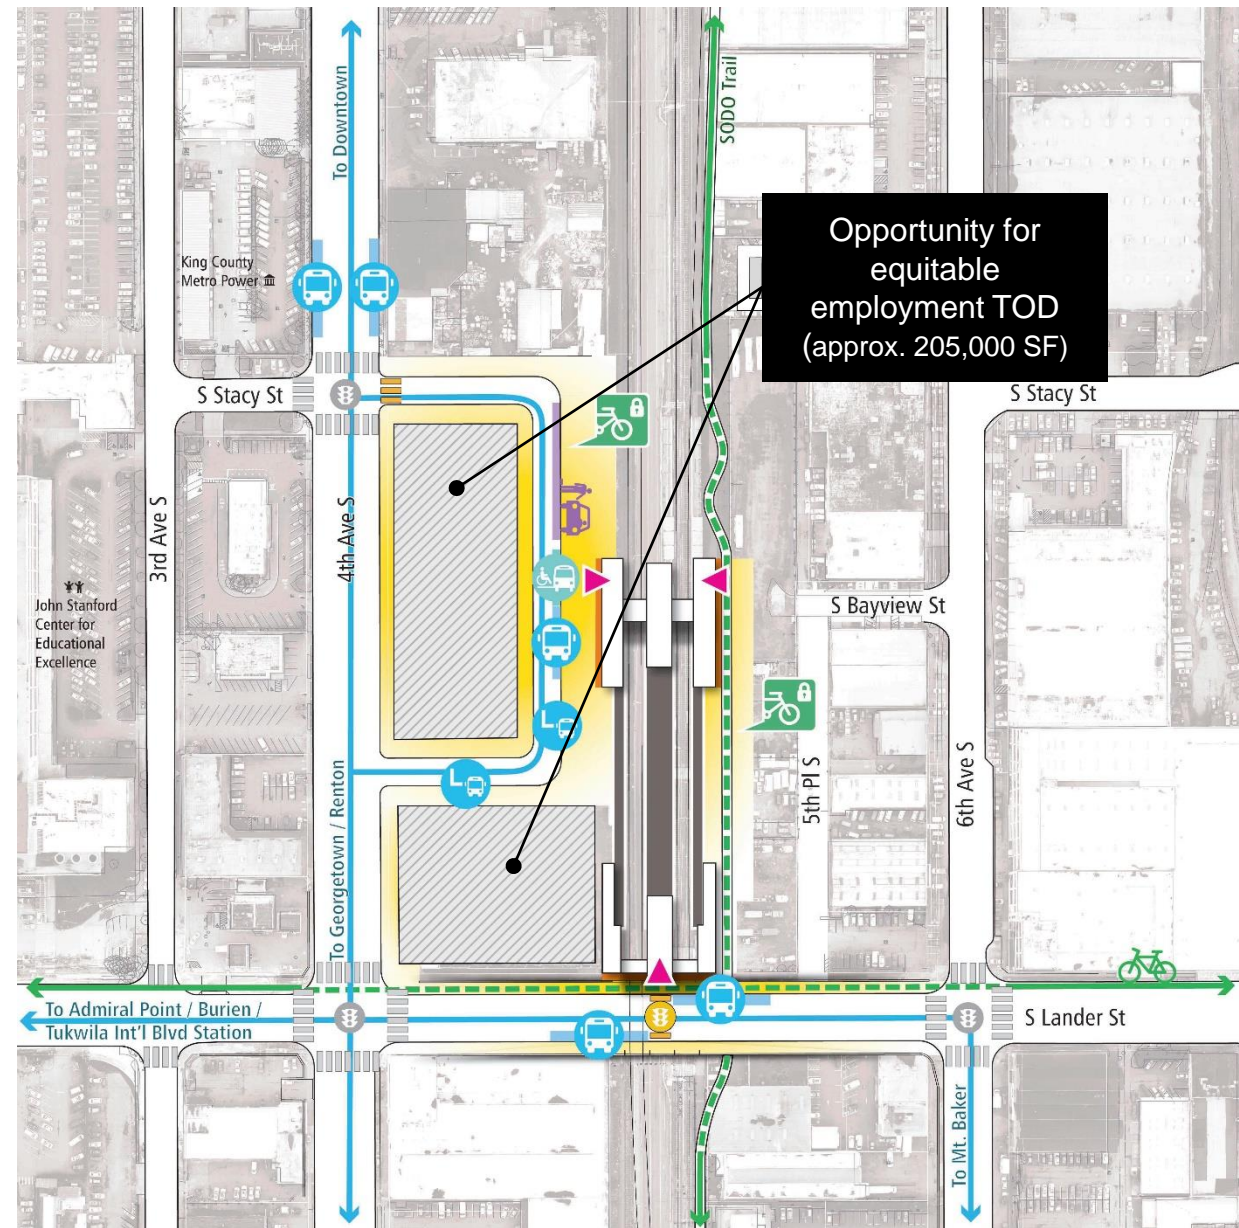 To Downtown
SODO Trail
Opportunity for
equitable
employment TOD
(approx. 205,000 SF)
King County
Metro Power
S Stacy St
S Stacy St
3rd Ave S
4th Ave S
John Stanford
Center for
Educational
Excellence
S Bayview St
5th Pl S
6th Ave S
To Georgetown / Renton
To Admiral Point / Burien /
Tukwila Int'l Blvd Station
S Lander St
To Mt. Baker